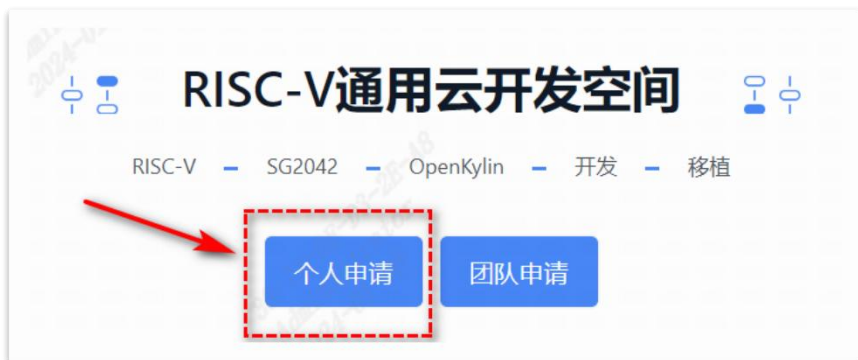 RISC-V通用云开发空间
RISC-V － SG2042 － OpenKylin － 开发 － 移植
个人申请 团队申请